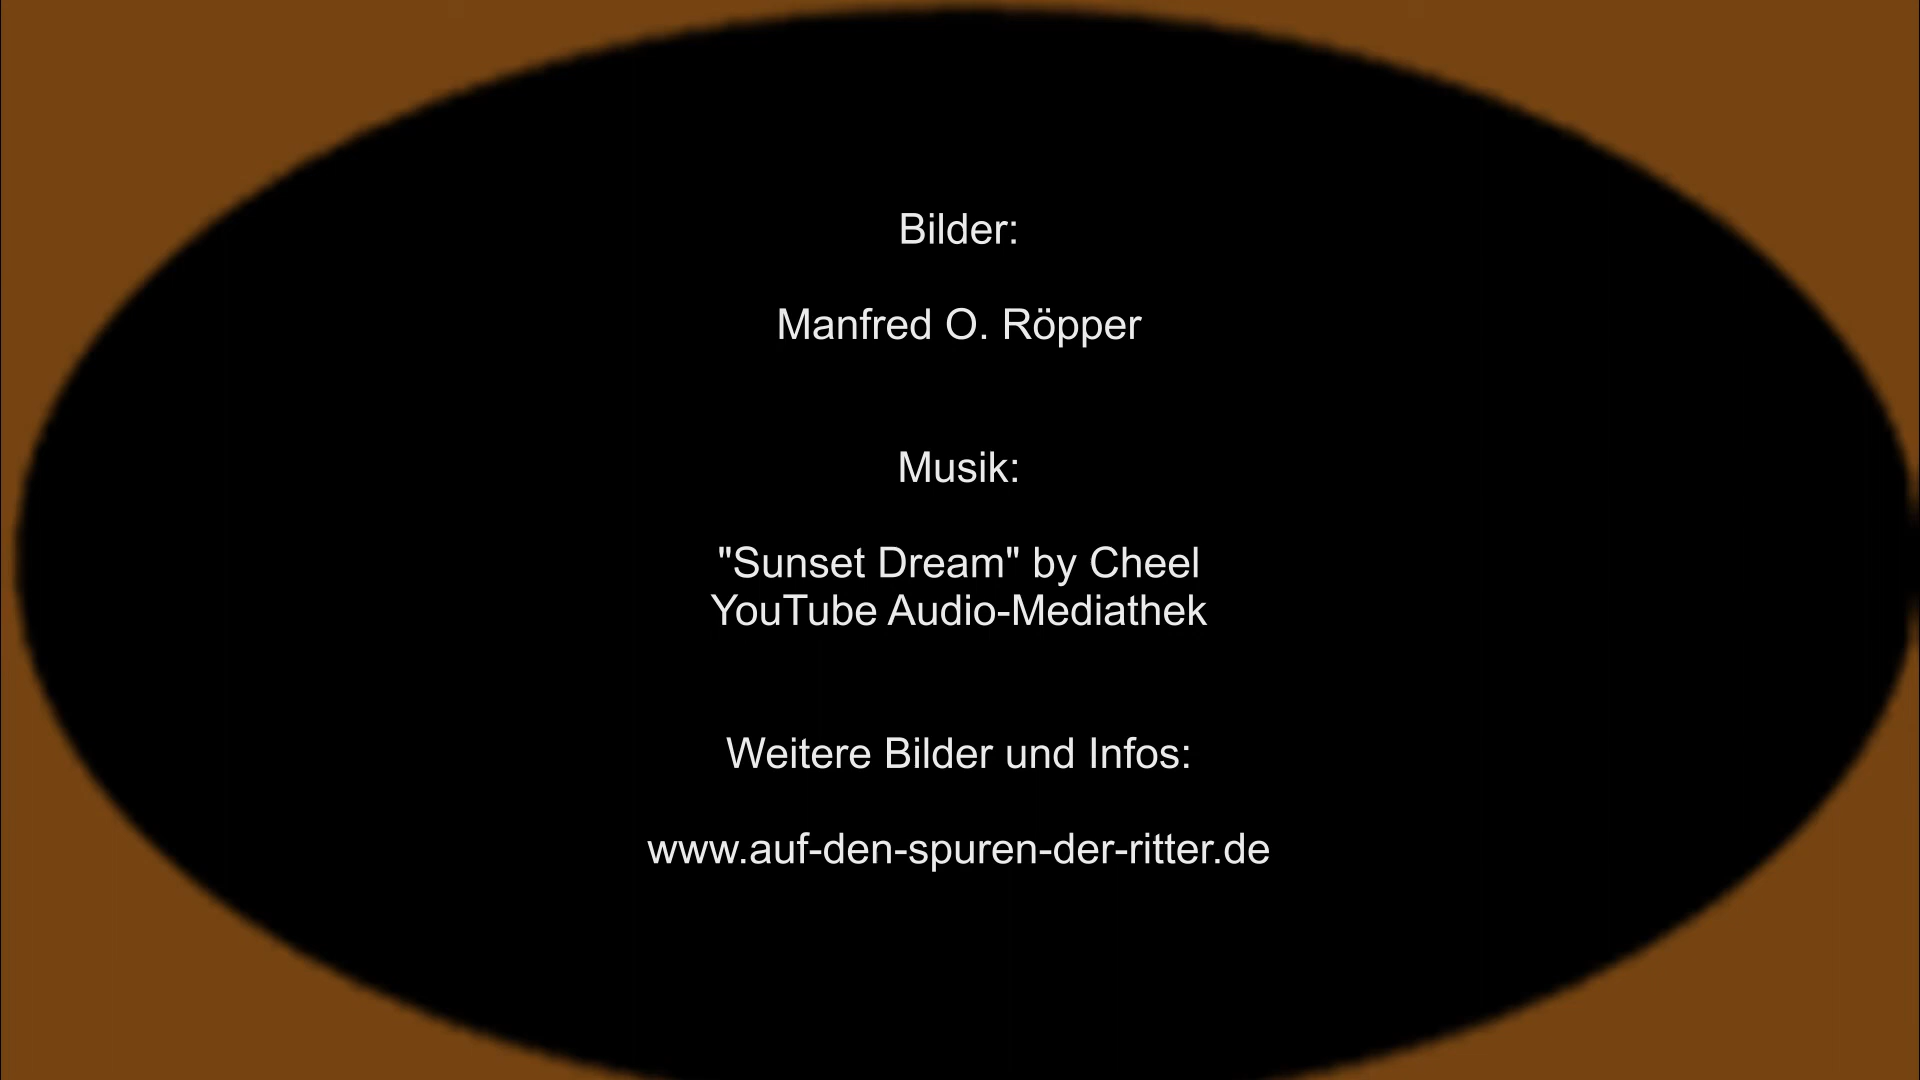 Bilder:
Manfred O. Röpper
Musik:
"Sunset Dream" by Cheel
YouTube Audio-Mediathek
Weitere Bilder und Infos:
www.auf-den-spuren-der-ritter.de